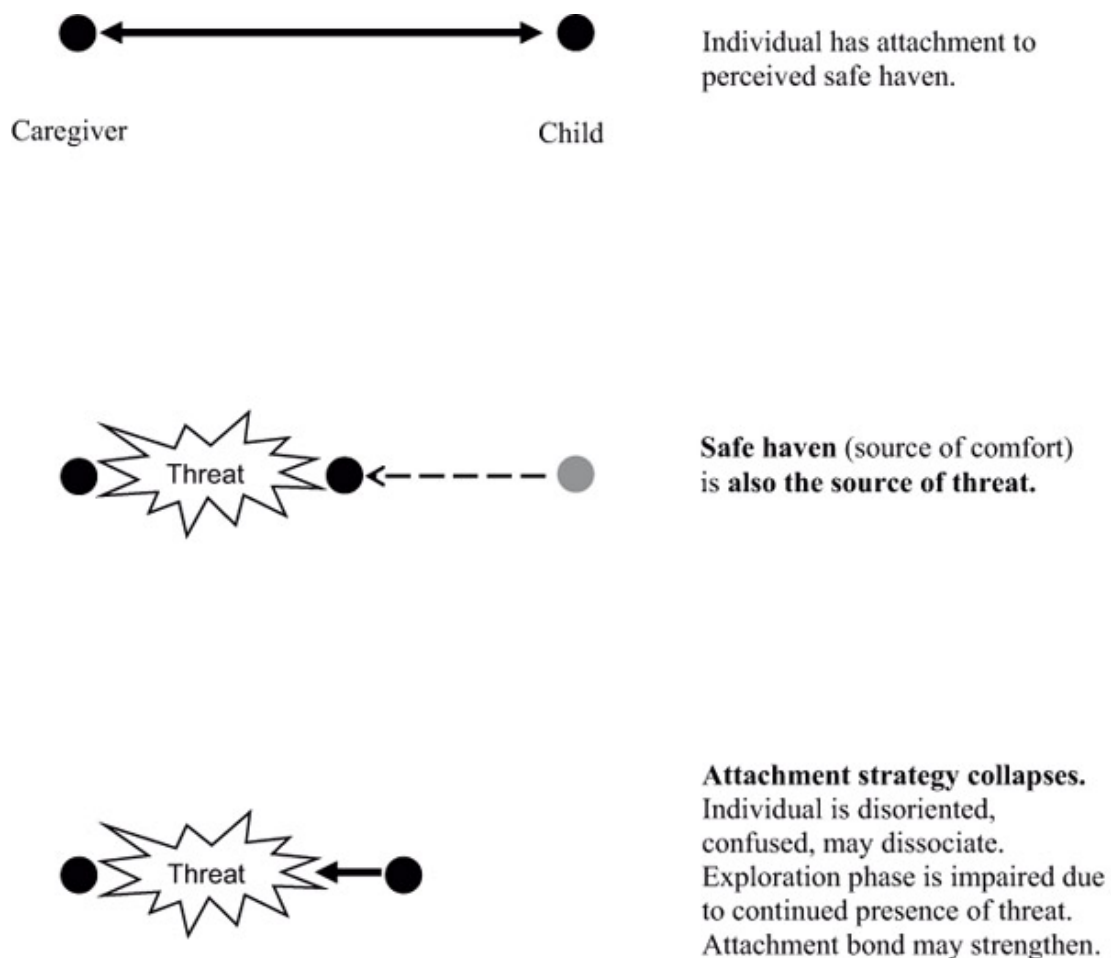 Individual has attachment to
perceived safe haven.
Caregiver
Child
Threat
Safe haven (source of comfort)
is also the source of threat.
Attachment strategy collapses.
Individual is disoriented,
confused, may dissociate.
Threat
Exploration phase is impaired due
to continued presence of threat.
Attachment bond may strengthen.